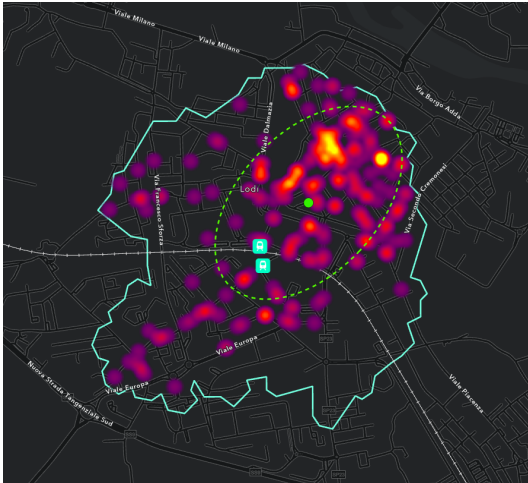 Viale Milano
Viale Milano
Via Borgo Adda
Viale Dalmazia
Lodi
Via Francesco Sforza
Via Secondo Cremonesi
Viale Europa
Viale Europa
Nuova Strada Tangenziale Sud
Viale Piacenza